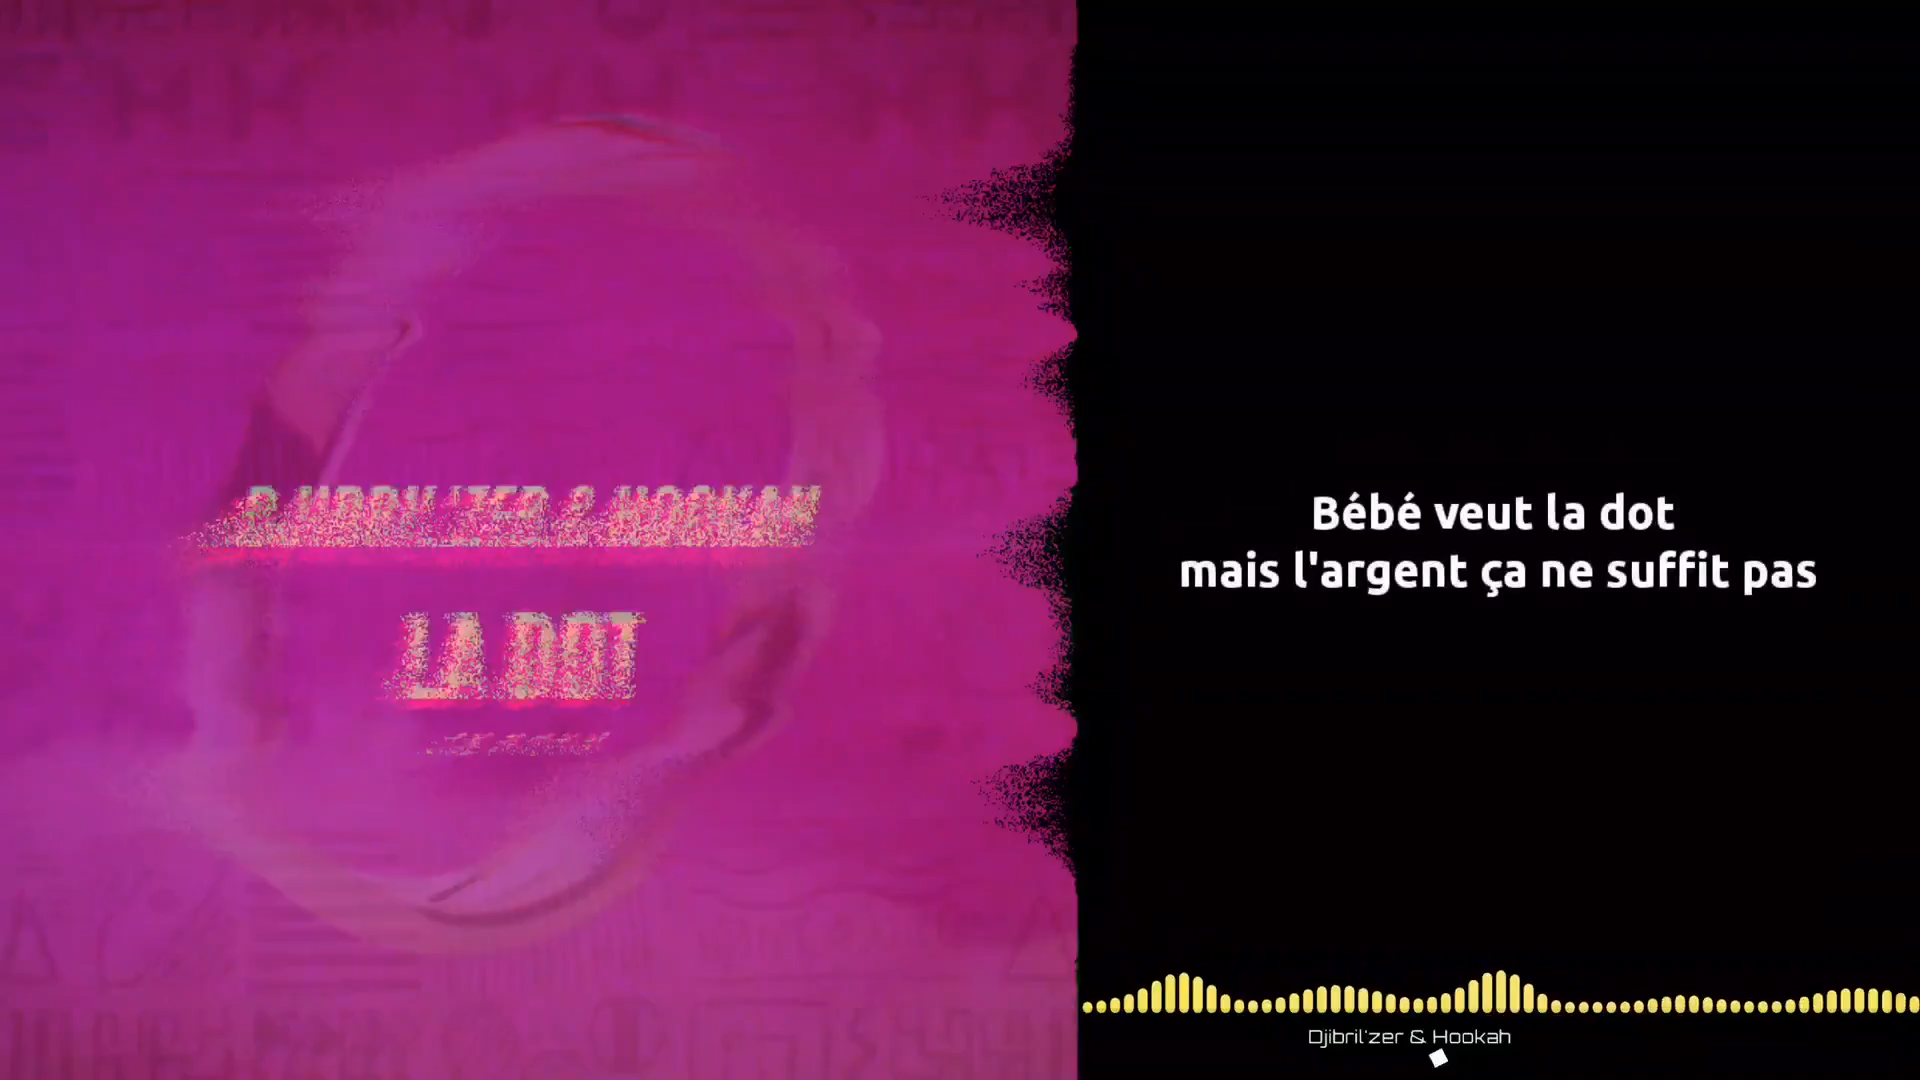 LA DOT
Bébé veut la dot
mais l'argent ça ne suffit pas
Djibril'zer & Hookah